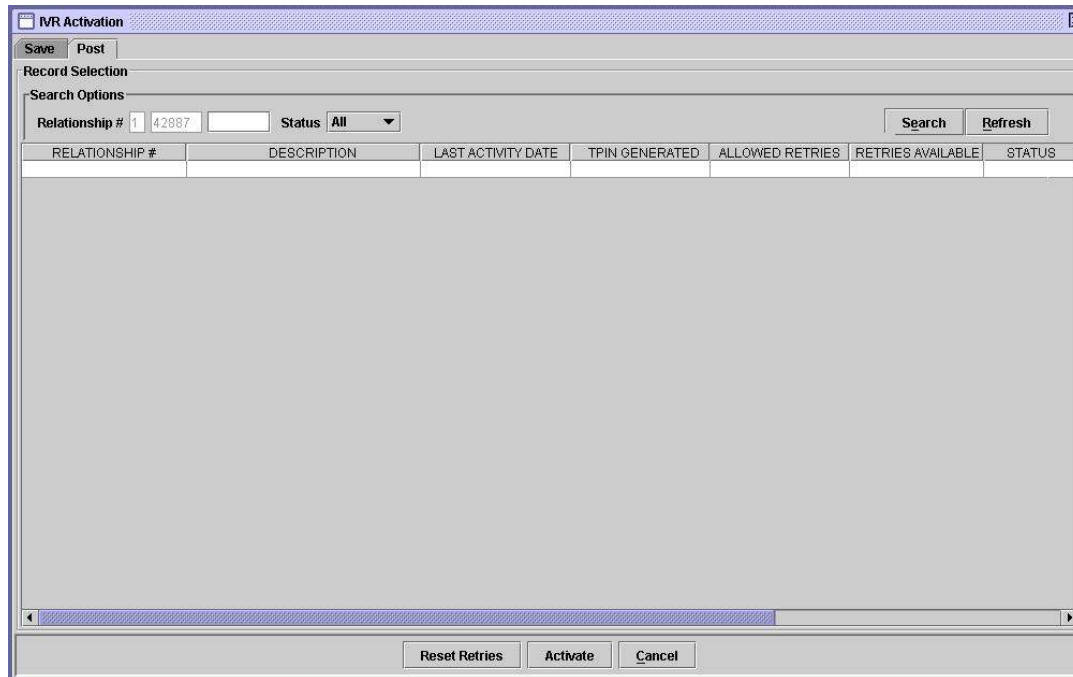 IVR Activation
Save Post
Record Selection
Search Options
Relationship # 1 42887 Status All Search Refresh
RELATIONSHIP # DESCRIPTION LAST ACTIVITY DATE TPIN GENERATED ALLOWED RETRIES RETRIES AVAILABLE STATUS
Reset Retries Activate Cancel